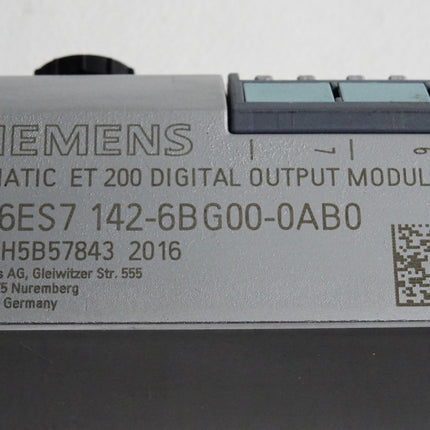 SIEMENS
MATIC ET 200 DIGITAL OUTPUT MODUL
6ES7 142-6BG00-0AB0
H5B57843 2016
s AG, Gleiwitzer Str. 555
5 Nuremberg
Germany
7